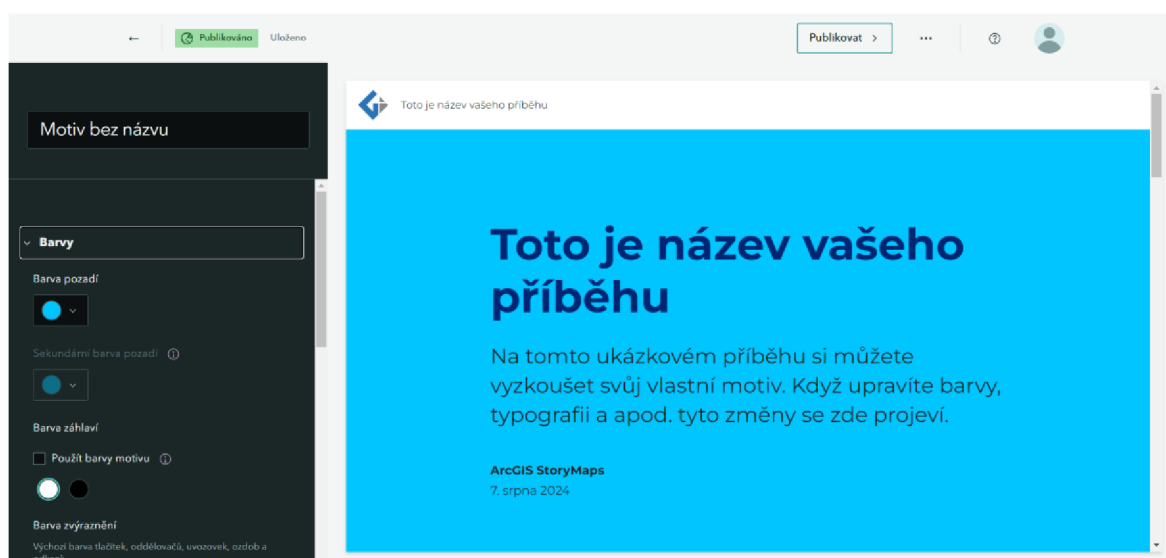 Publikováno Uloženo Publikovat
Motiv bez názvu
Barvy
Barva pozadí
Sekundární barva pozadí
Barva záhlaví
Použít barvy motivu
Barva zvýraznění
Výchozí barva tlačítek, oddělovačů, uvozovek, ozdob a
Toto je název vašeho příběhu
Toto je název vašeho
příběhu
Na tomto ukázkovém příběhu si můžete
vyzkoušet svůj vlastní motiv. Když upravíte barvy,
typografii a apod. tyto změny se zde projeví.
ArcGIS StoryMaps
7. srpna 2024